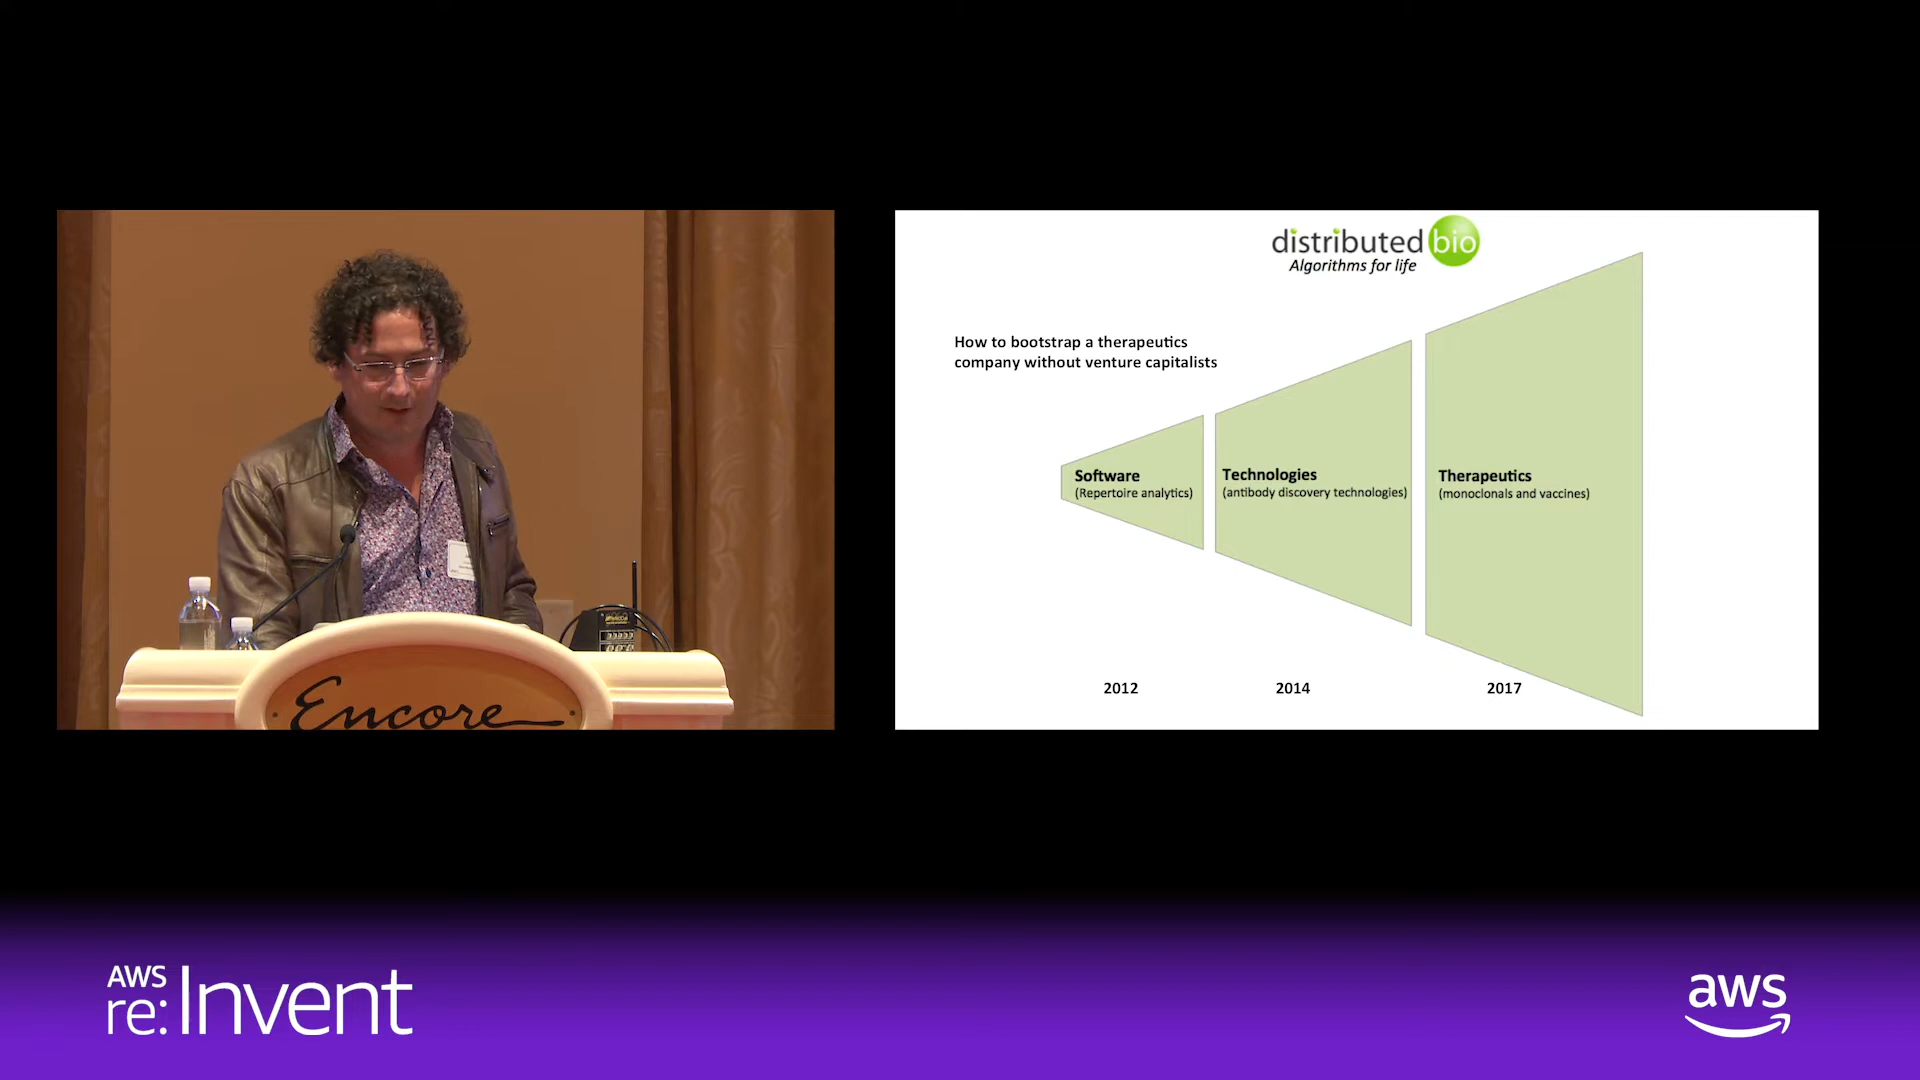 distributed bio
Algorithms for life
How to bootstrap a therapeutics
company without venture capitalists
Software
(Repertoire analytics)
Technologies
(antibody discovery technologies)
Therapeutics
(monoclonals and vaccines)
2012
2014
2017
Encore
AWS
re:Invent
aws